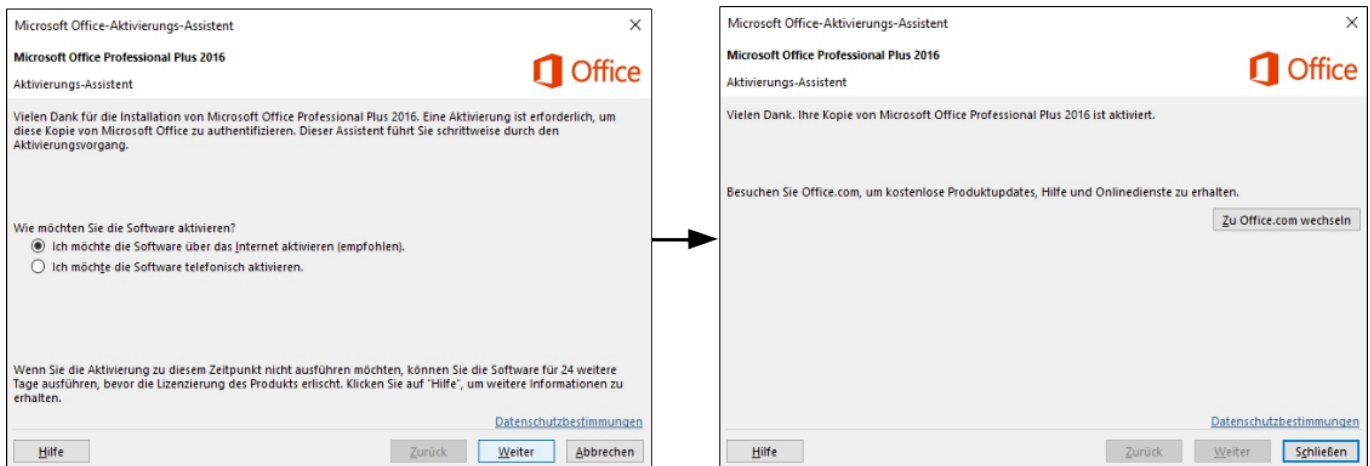 Microsoft Office-Aktivierungs-Assistent
Microsoft Office Professional Plus 2016
Office
Aktivierungs-Assistent
Vielen Dank für die Installation von Microsoft Office Professional Plus 2016. Eine Aktivierung ist erforderlich, um
diese Kopie von Microsoft Office zu authentifizieren. Dieser Assistent führt Sie schrittweise durch den
Aktivierungsvorgang.
Wie möchten Sie die Software aktivieren?
Ich möchte die Software über das Internet aktivieren (empfohlen).
Ich möchte die Software telefonisch aktivieren.
Wenn Sie die Aktivierung zu diesem Zeitpunkt nicht ausführen möchten, können Sie die Software für 24 weitere
Tage ausführen, bevor die Lizenzierung des Produkts erlischt. Klicken Sie auf "Hilfe", um weitere Informationen zu
erhalten.
Datenschutzbestimmungen
Hilfe Zurück Weiter Abbrechen
Microsoft Office-Aktivierungs-Assistent
Microsoft Office Professional Plus 2016
Office
Aktivierungs-Assistent
Vielen Dank. Ihre Kopie von Microsoft Office Professional Plus 2016 ist aktiviert.
Besuchen Sie Office.com, um kostenlose Produktupdates, Hilfe und Onlinedienste zu erhalten.
Zu Office.com wechseln
Datenschutzbestimmungen
Hilfe Zurück Weiter Schließen